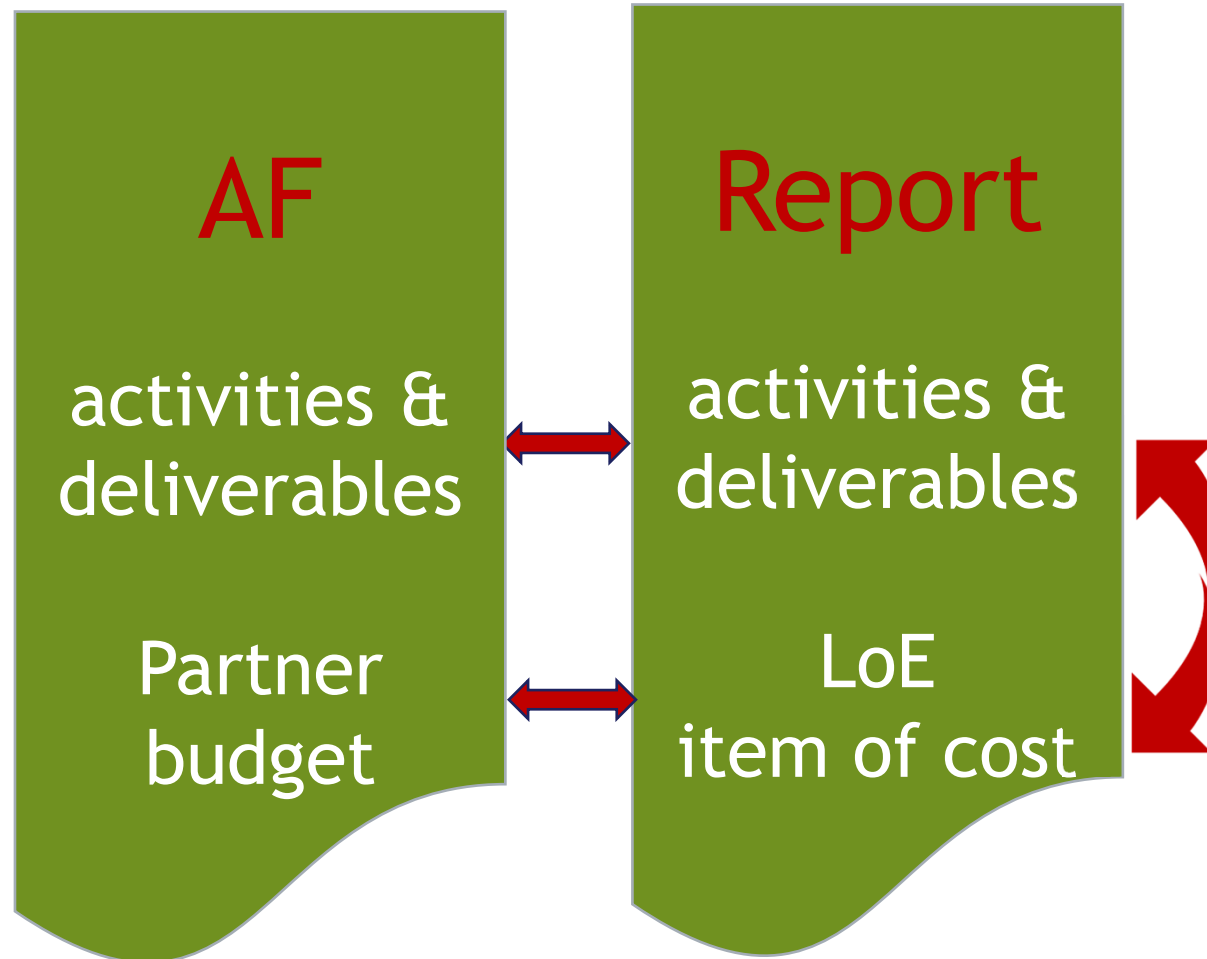 AF
activities &
deliverables
Partner
budget
Report
activities &
deliverables
LoE
item of cost